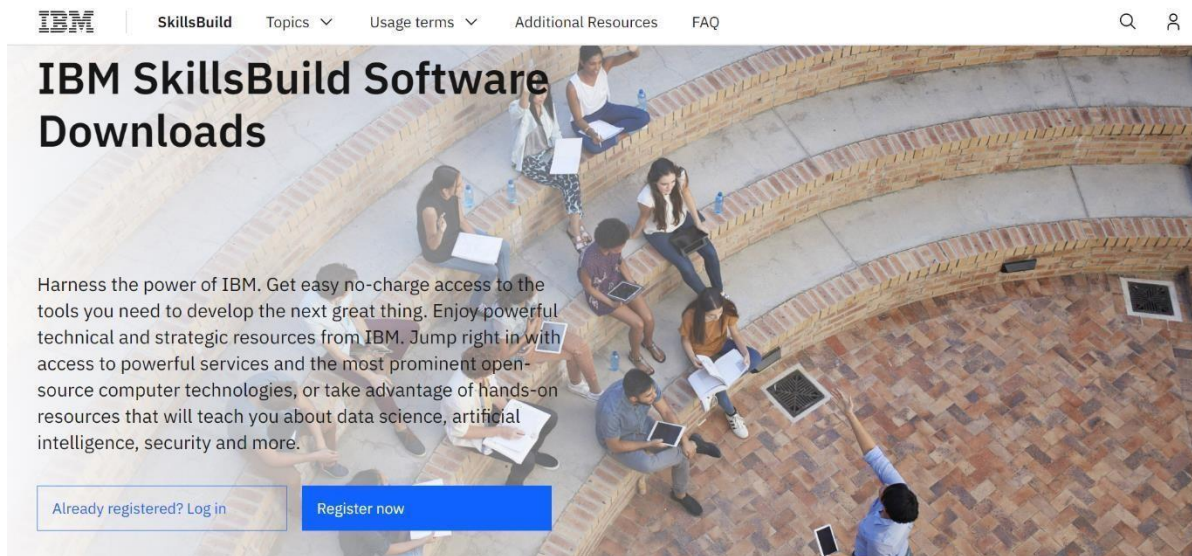 IBM
SkillsBuild
Topics
Usage terms
Additional Resources
FAQ
IBM SkillsBuild Software
Downloads
Harness the power of IBM. Get easy no-charge access to the
tools you need to develop the next great thing. Enjoy powerful
technical and strategic resources from IBM. Jump right in with
access to powerful services and the most prominent open-
source computer technologies, or take advantage of hands-on
resources that will teach you about data science, artificial
intelligence, security and more.
Already registered? Log in
Register now